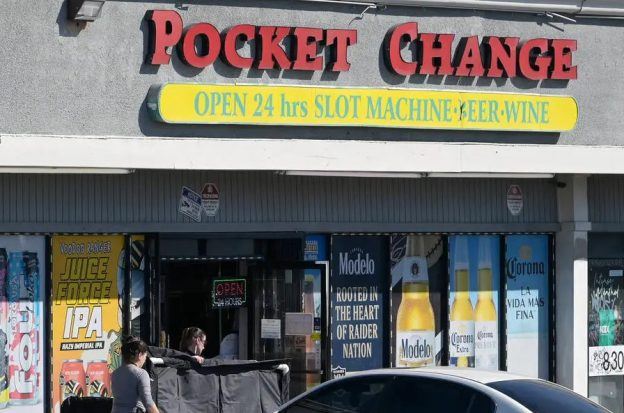 POCKET CHANGE
OPEN 24 hrs SLOT MACHINE·BEER·WINE
VOODOO RANGER
JUICE
FORCE
IPA
HAZY IMPERIAL IPA
OPEN
24 HOURS
Modelo
ROOTED IN
THE HEART
OF RAIDER
NATION
Modelo
Corona
Extra
Corona
LA
VIDA MAS
FINA
830